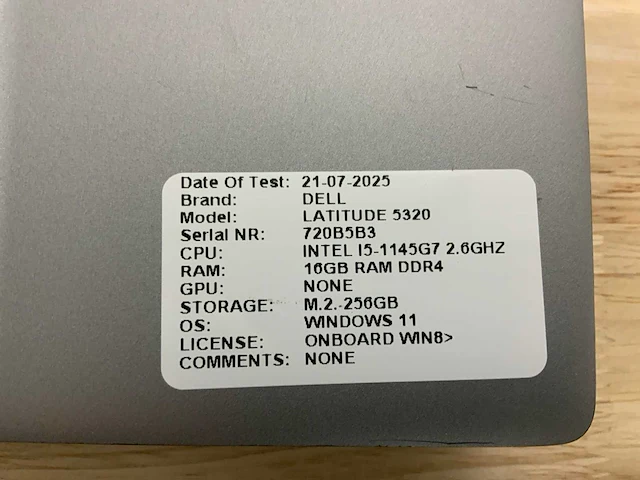 Date Of Test: 21-07-2025
Brand: DELL
Model: LATITUDE 5320
Serial NR: 720B5B3
CPU: INTEL I5-1145G7 2.6GHZ
RAM: 16GB RAM DDR4
GPU: NONE
STORAGE: M.2.-256GB
OS: WINDOWS 11
LICENSE: ONBOARD WIN8>
COMMENTS: NONE